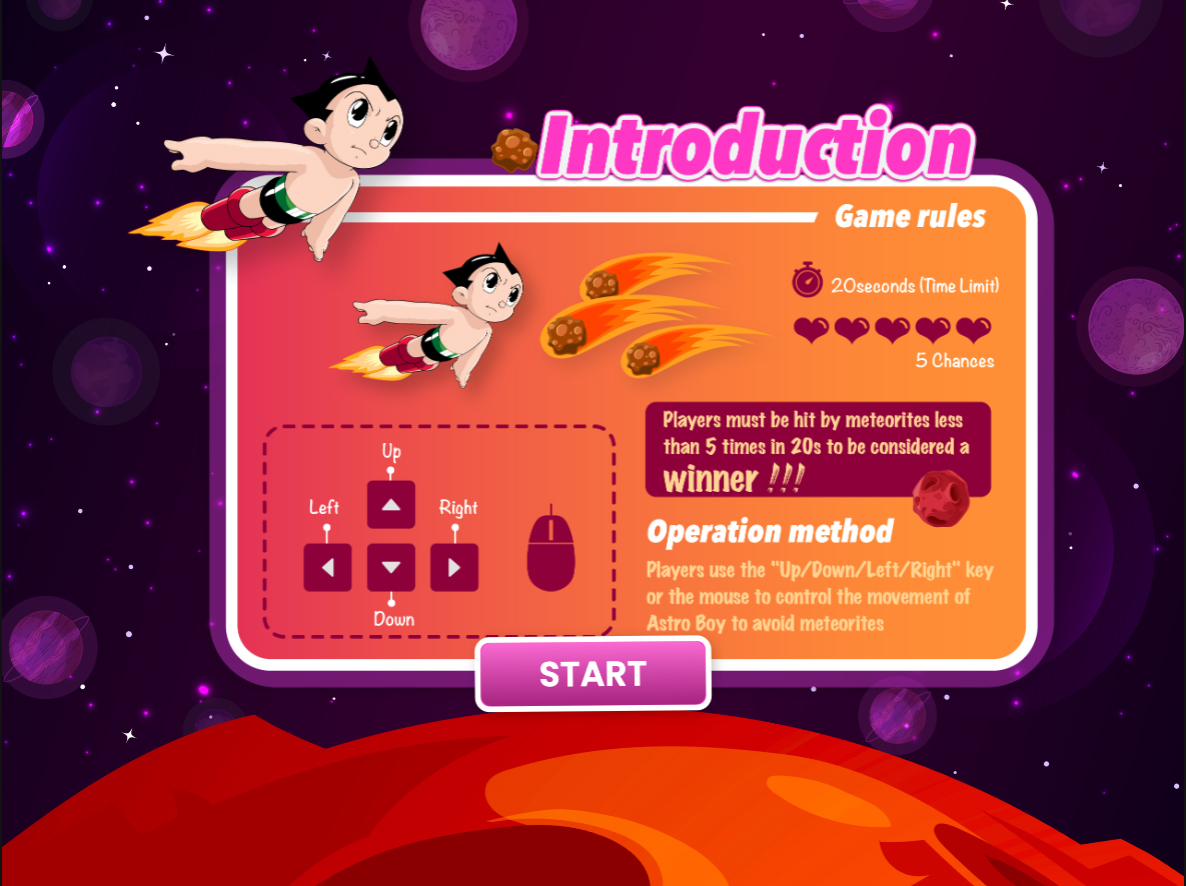 Introduction
Game rules
20seconds (Time Limit)
5 Chances
Players must be hit by meteorites less
than 5 times in 20s to be considered a
winner !!!
Up
Left
Right
Down
Operation method
Players use the "Up/Down/Left/Right" key
or the mouse to control the movement of
Astro Boy to avoid meteorites
START